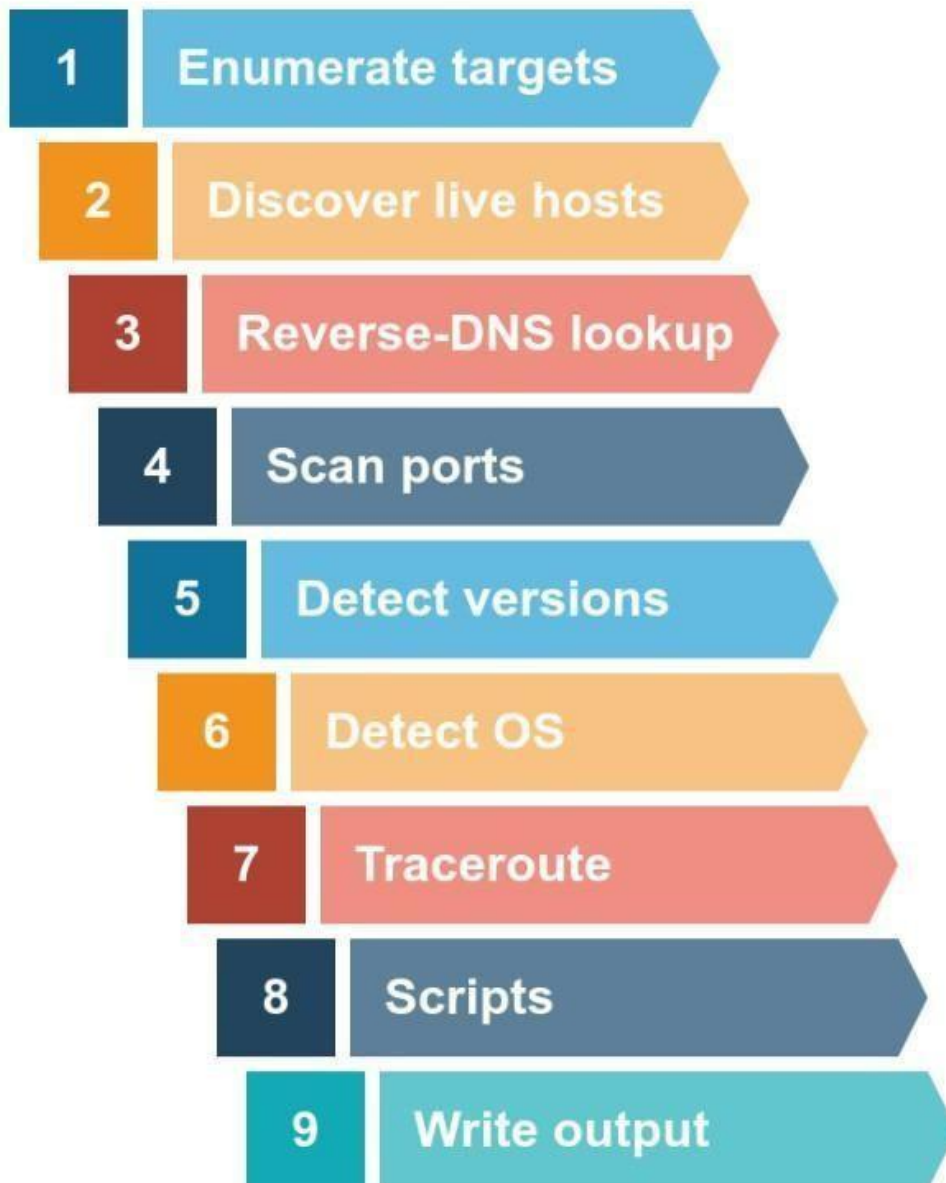 1 Enumerate targets
2 Discover live hosts
3 Reverse-DNS lookup
4 Scan ports
5 Detect versions
6 Detect OS
7 Traceroute
8 Scripts
9 Write output